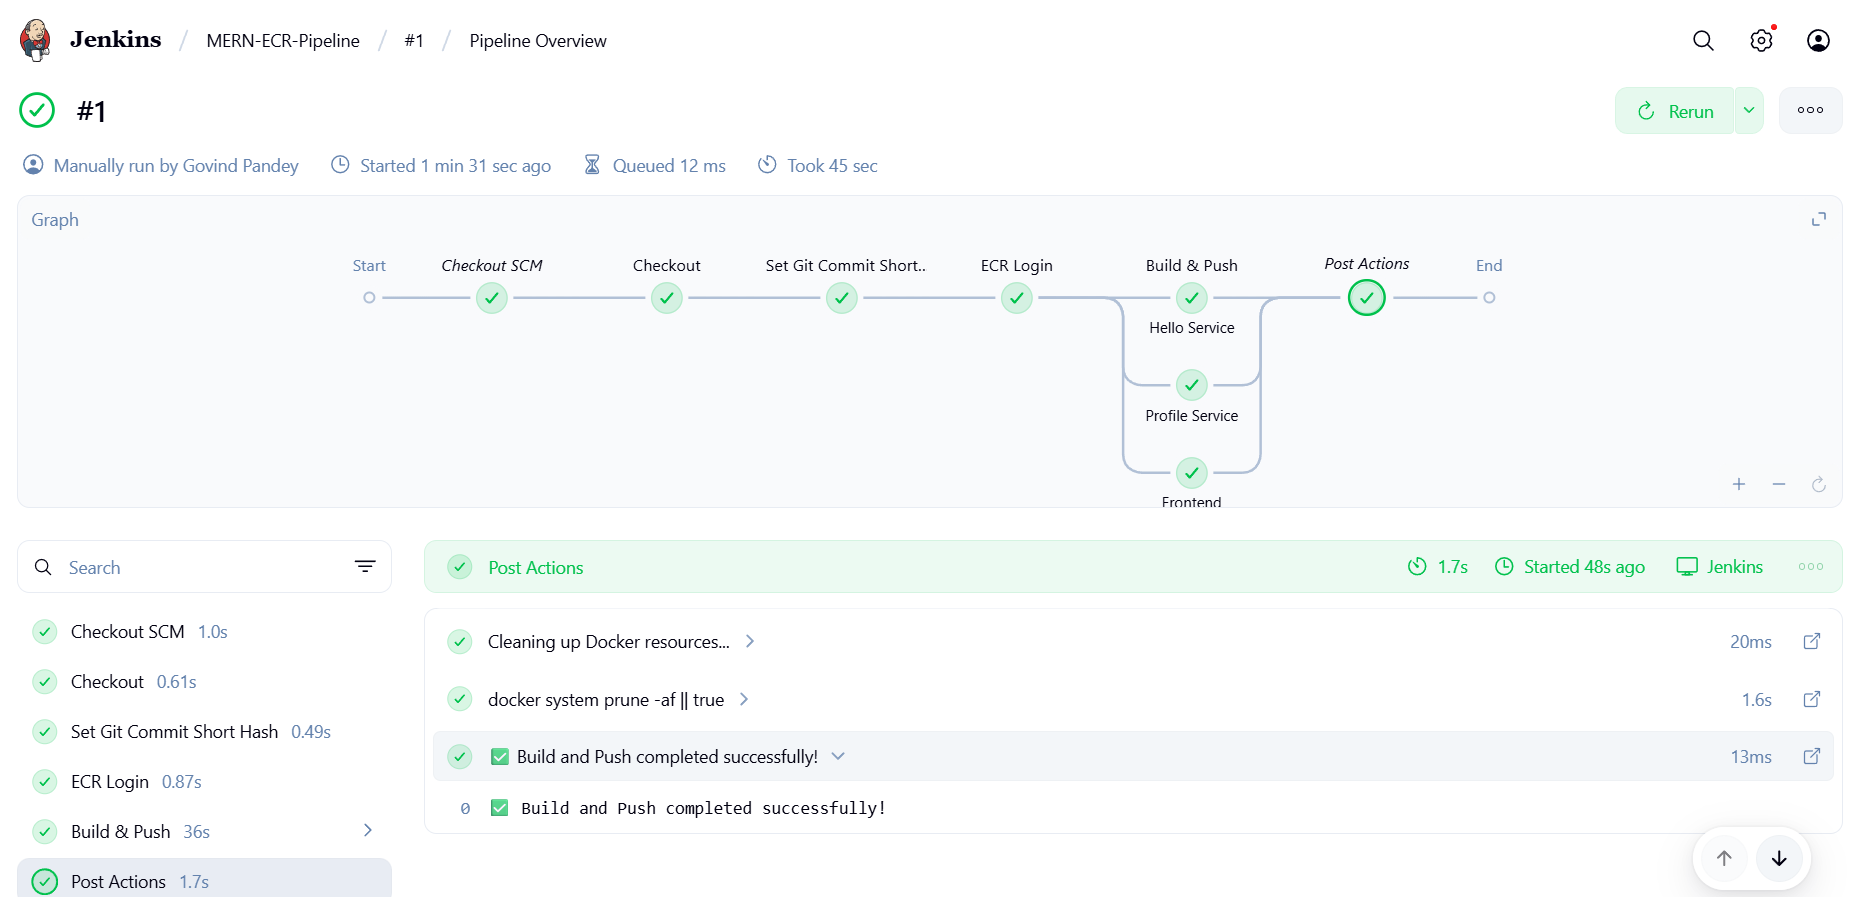 Jenkins / MERN-ECR-Pipeline / #1 / Pipeline Overview
#1
Rerun
Manually run by Govind Pandey Started 1 min 31 sec ago Queued 12 ms Took 45 sec
Graph
Start Checkout SCM Checkout Set Git Commit Short.. ECR Login Build & Push Post Actions End
Hello Service
Profile Service
Frontend
Search
Checkout SCM 1.0s
Checkout 0.61s
Set Git Commit Short Hash 0.49s
ECR Login 0.87s
Build & Push 36s
Post Actions 1.7s
Post Actions 1.7s Started 48s ago Jenkins
Cleaning up Docker resources... 20ms
docker system prune -af || true 1.6s
✅ Build and Push completed successfully! 13ms
0 ✅ Build and Push completed successfully!